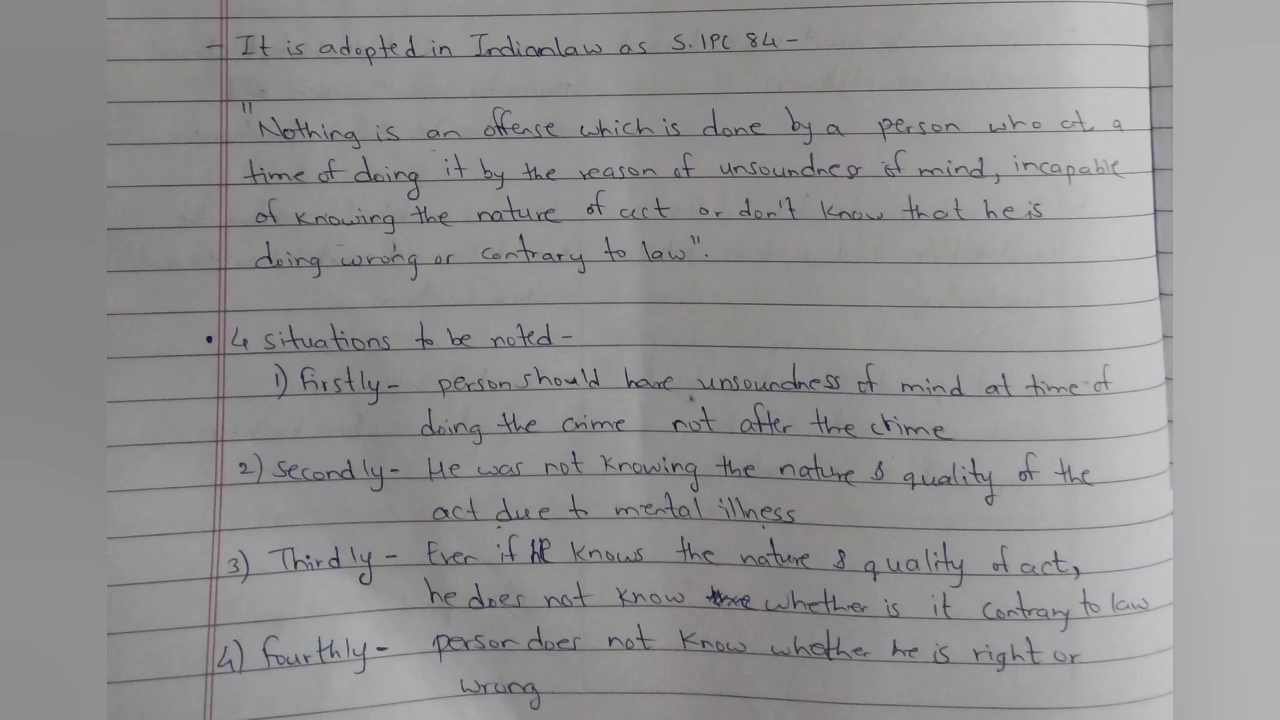 - It is adopted in Indianlaw as S. IPC 84 -
"Nothing is an offense which is done by a person who at a
time of doing it by the reason of unsoundness of mind, incapable
of knowing the nature of act or don't know that he is
doing wrong or contrary to law".
• 4 situations to be noted -
1) firstly - person should have unsoundness of mind at time of
doing the crime not after the crime
2) secondly - He was not knowing the nature & quality of the
act due to mental illness
3) Thirdly - Even if he knows the nature & quality of act,
he does not know whether is it contrary to law
4) fourthly - person does not know whether he is right or
wrong